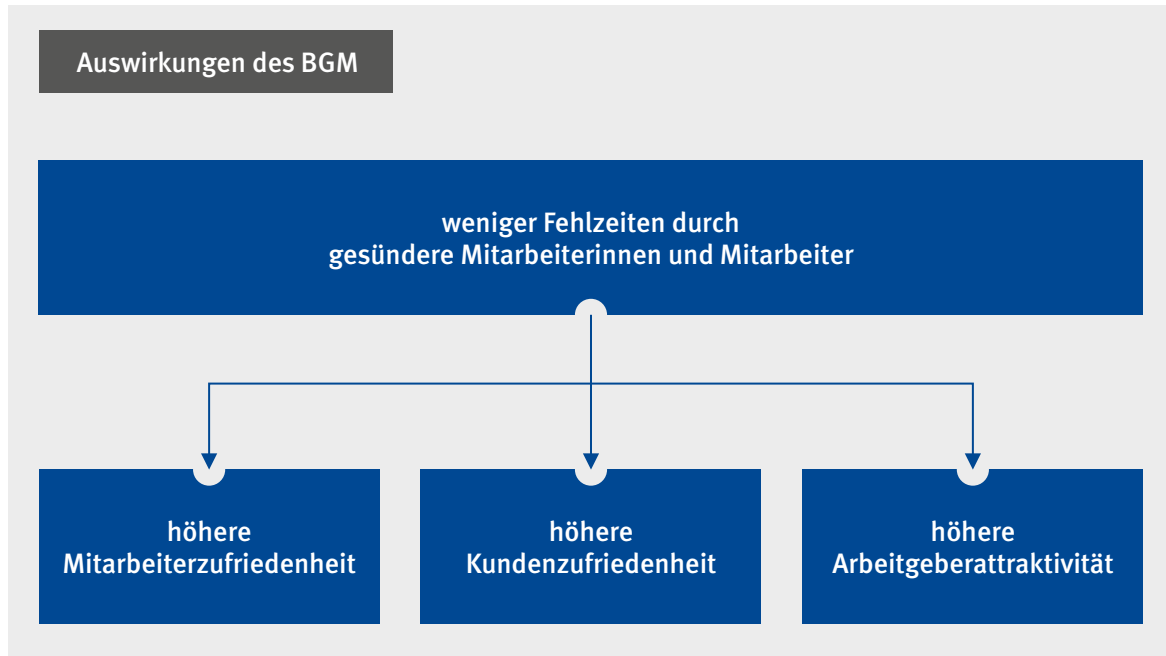 Auswirkungen des BGM
weniger Fehlzeiten durch
gesündere Mitarbeiterinnen und Mitarbeiter
höhere
Mitarbeiterzufriedenheit
höhere
Kundenzufriedenheit
höhere
Arbeitgeberattraktivität